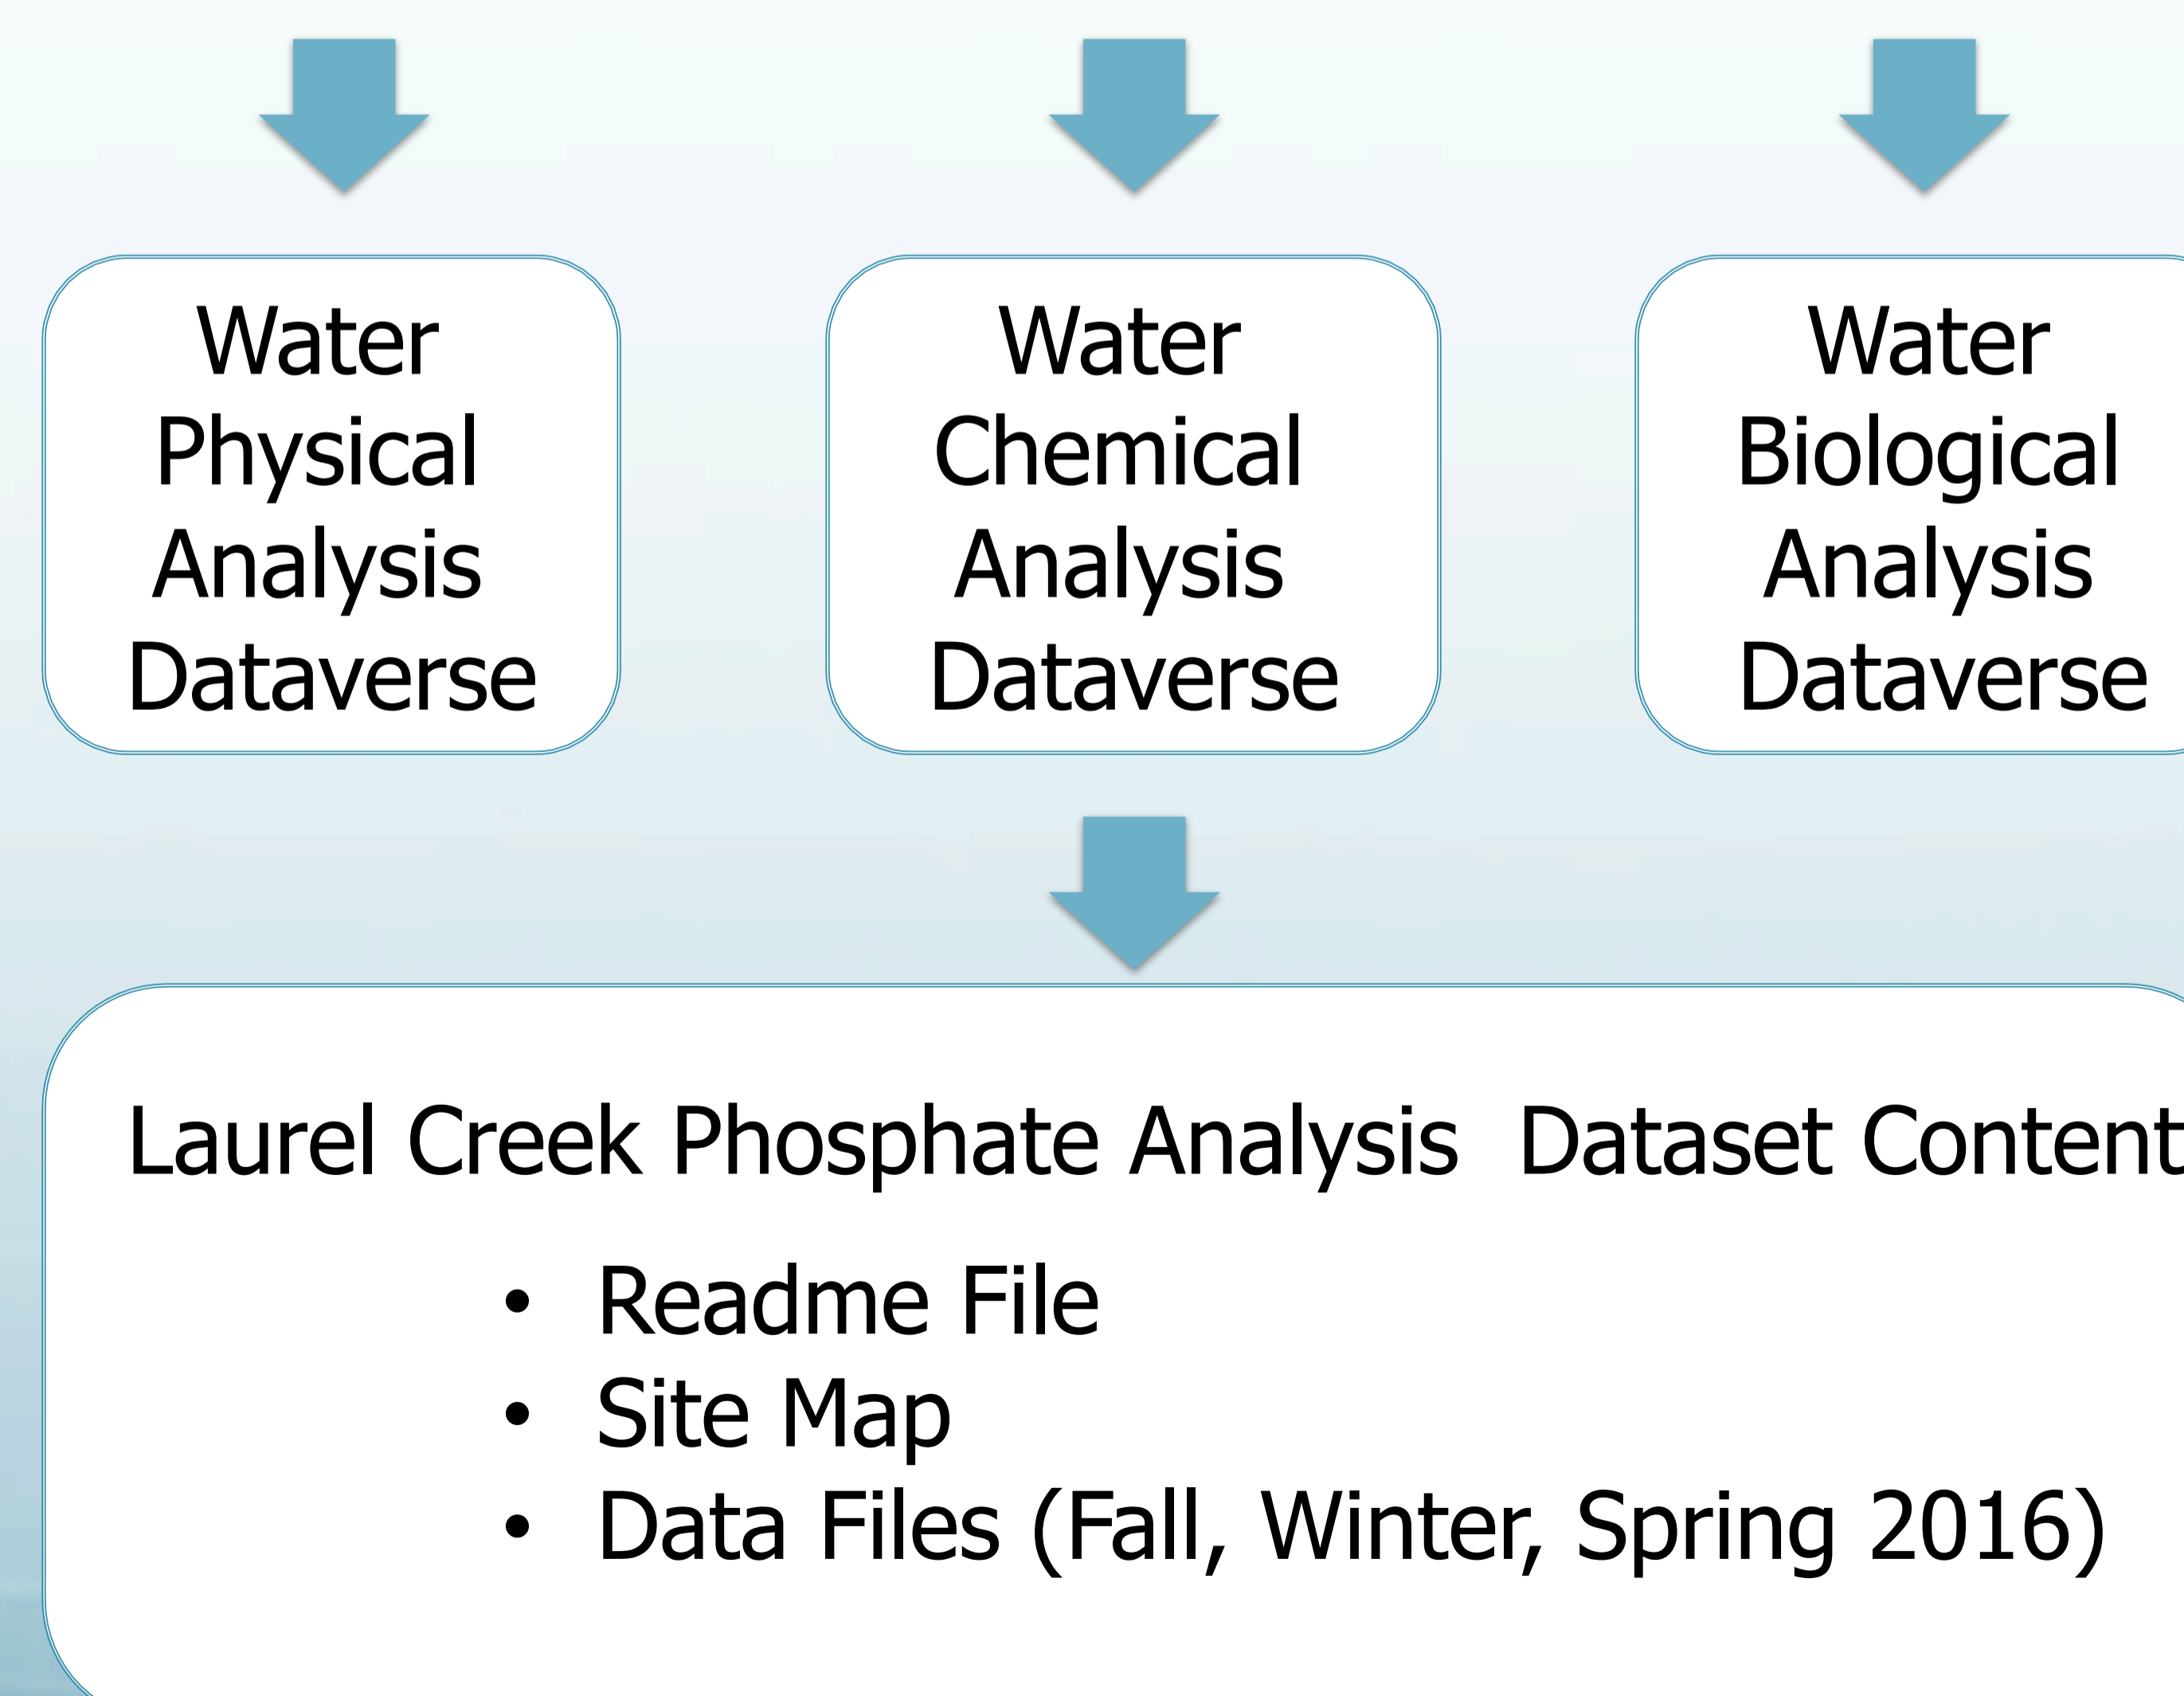 Water
Physical
Analysis
Dataverse
Water
Chemical
Analysis
Dataverse
Water
Biological
Analysis
Dataverse
Laurel Creek Phosphate Analysis Dataset Content
• Readme File
• Site Map
• Data Files (Fall, Winter, Spring 2016)